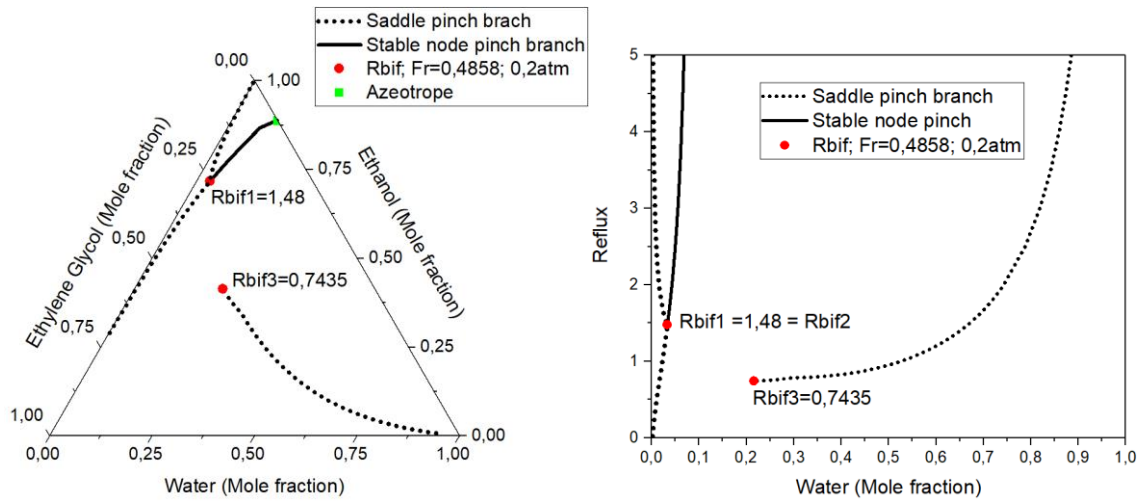 Saddle pinch brach
Stable node pinch branch
Rbif; Fr=0,4858; 0,2atm
Azeotrope
0,00
1,00
0,25
0,75
Ethylene Glycol (Mole fraction)
Ethanol (Mole fraction)
Rbif1=1,48
0,50
0,50
Rbif3=0,7435
0,75
0,25
1,00
0,00
0,00
0,25
0,50
0,75
1,00
Water (Mole fraction)
5
4
3
2
1
0
Reflux
Saddle pinch branch
Stable node pinch
Rbif; Fr=0,4858; 0,2atm
Rbif1 =1,48 = Rbif2
Rbif3=0,7435
0,0
0,1
0,2
0,3
0,4
0,5
0,6
0,7
0,8
0,9
1,0
Water (Mole fraction)